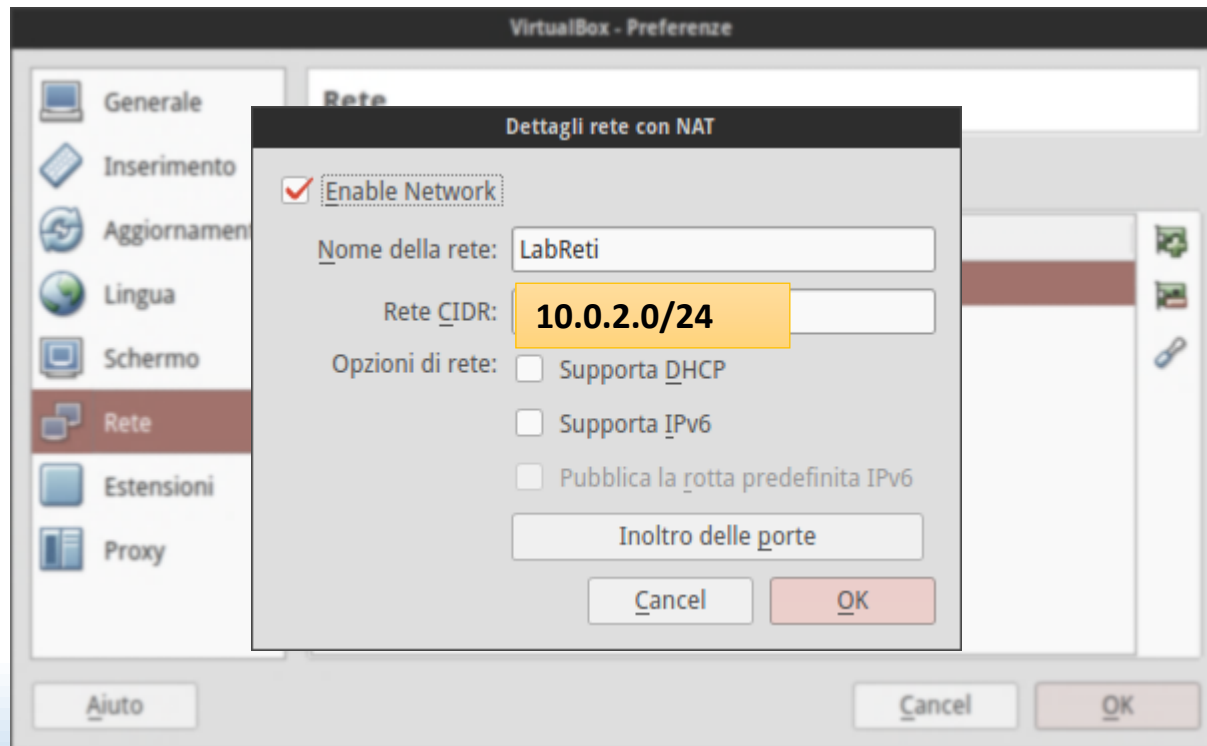 VirtualBox - Preferenze
Generale
Inserimento
Aggiornament
Lingua
Schermo
Rete
Estensioni
Proxy
Rete
Dettagli rete con NAT
Enable Network
Nome della rete: LabReti
Rete CIDR: 10.0.2.0/24
Opzioni di rete: Supporta DHCP
Supporta IPv6
Pubblica la rotta predefinita IPv6
Inoltro delle porte
Cancel OK
Aiuto Cancel OK